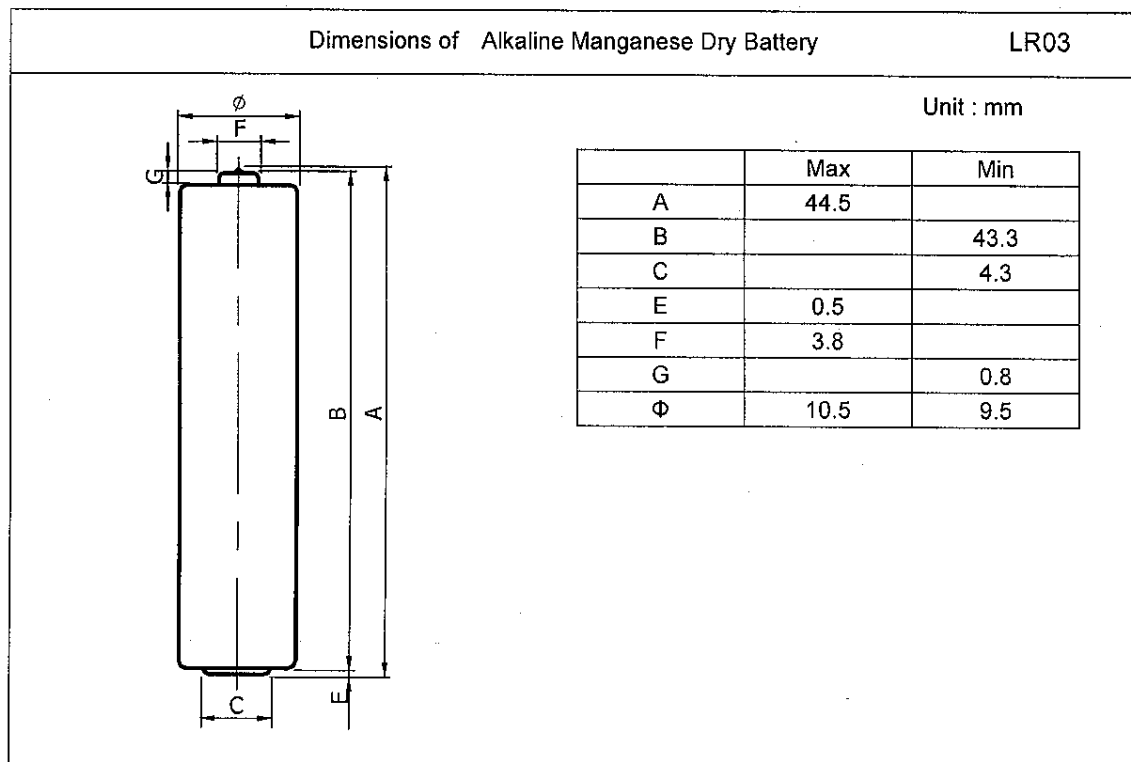 Dimensions of Alkaline Manganese Dry Battery LR03
Unit : mm
Ø
F
G
B
A
C
E
Max Min
A 44.5
B 43.3
C 4.3
E 0.5
F 3.8
G 0.8
Φ 10.5 9.5